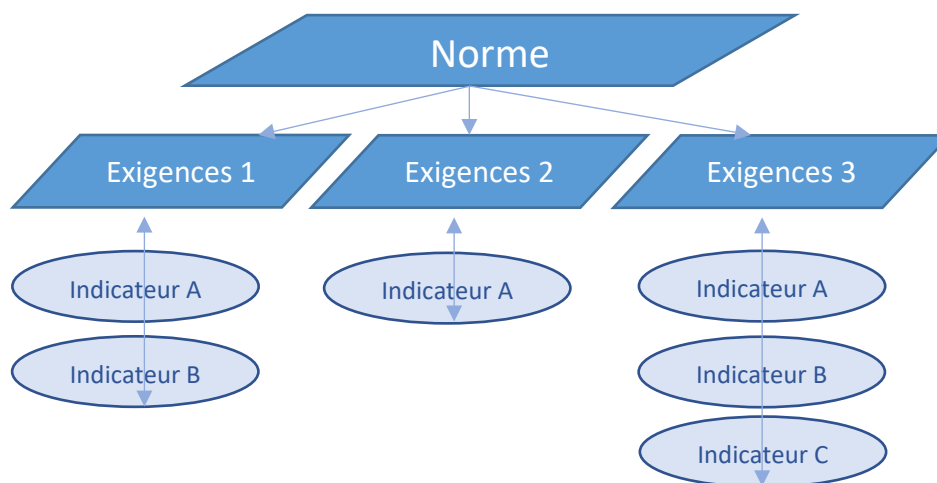 Norme
Exigences 1
Exigences 2
Exigences 3
Indicateur A
Indicateur A
Indicateur A
Indicateur B
Indicateur B
Indicateur C